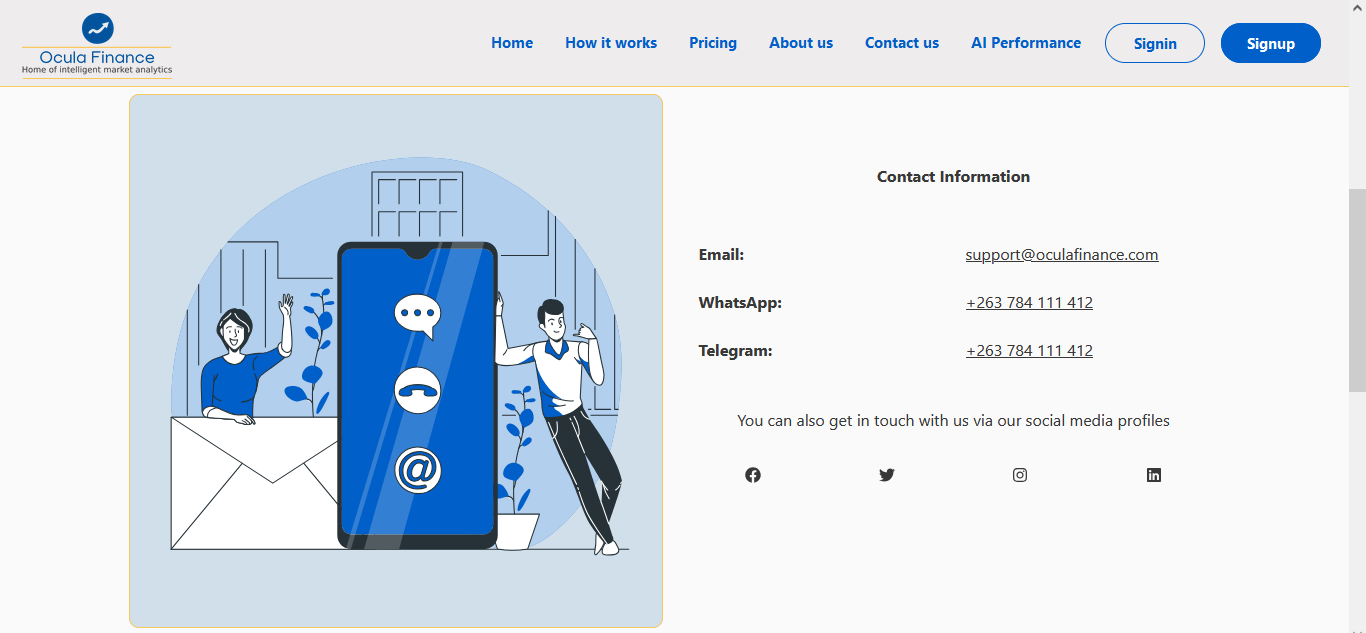 Ocula Finance
Home of intelligent market analytics
Home
How it works
Pricing
About us
Contact us
AI Performance
Signin
Signup
@
Contact Information
Email: support@oculafinance.com
WhatsApp: +263 784 111 412
Telegram: +263 784 111 412
You can also get in touch with us via our social media profiles